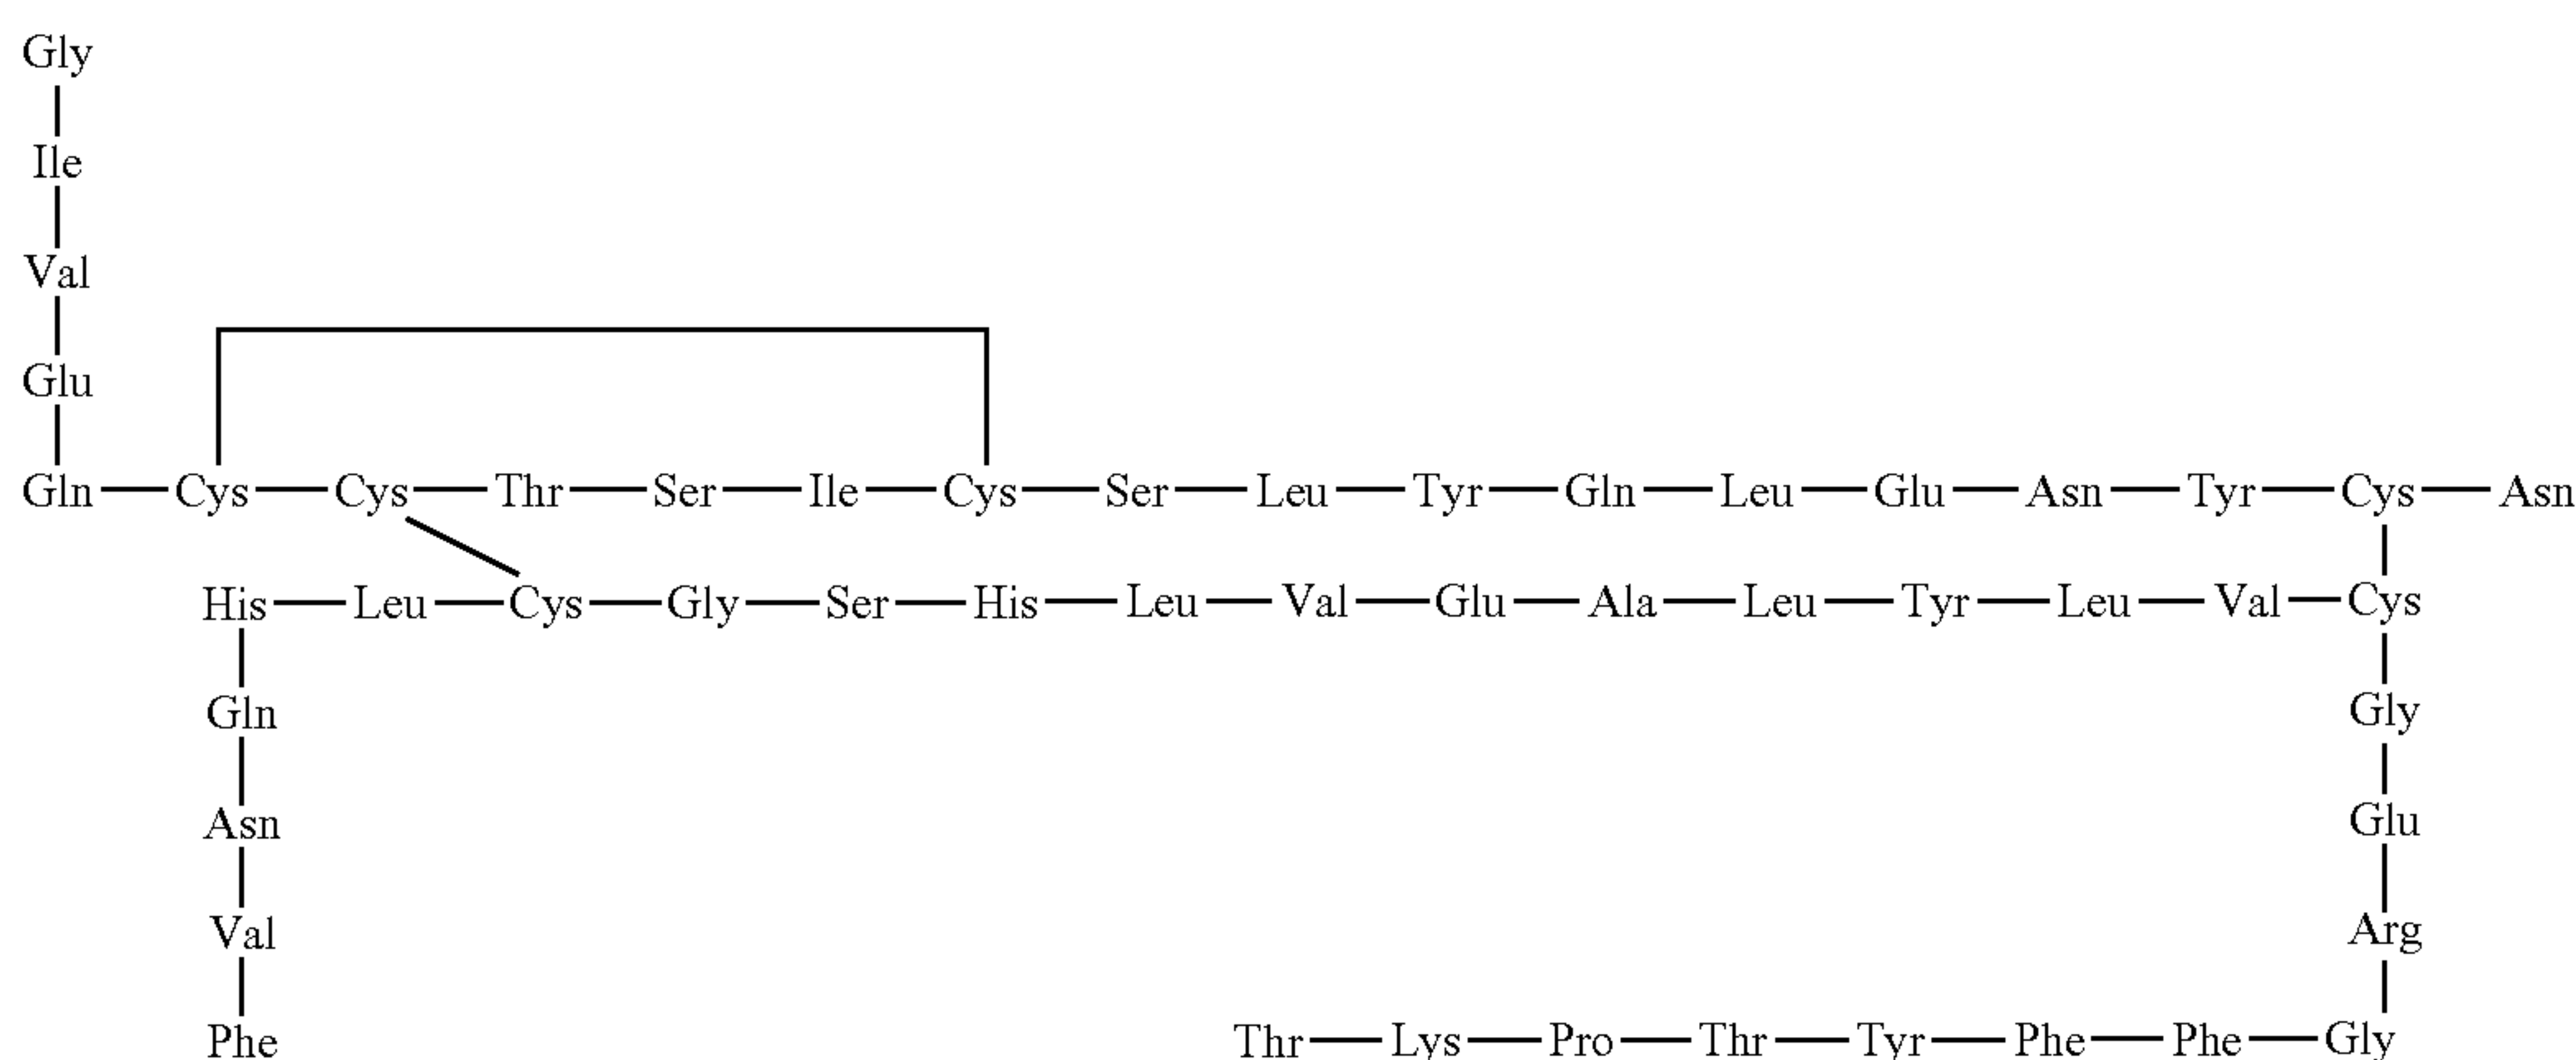 Gly
Ile
Val
Glu
Gln Cys Cys Thr Ser Ile Cys Ser Leu Tyr Gln Leu Glu Asn Tyr Cys Asn
His Leu Cys Gly Ser His Leu Val Glu Ala Leu Tyr Leu Val Cys
Gln Gly
Asn Glu
Val Arg
Phe Thr Lys Pro Thr Tyr Phe Phe Gly